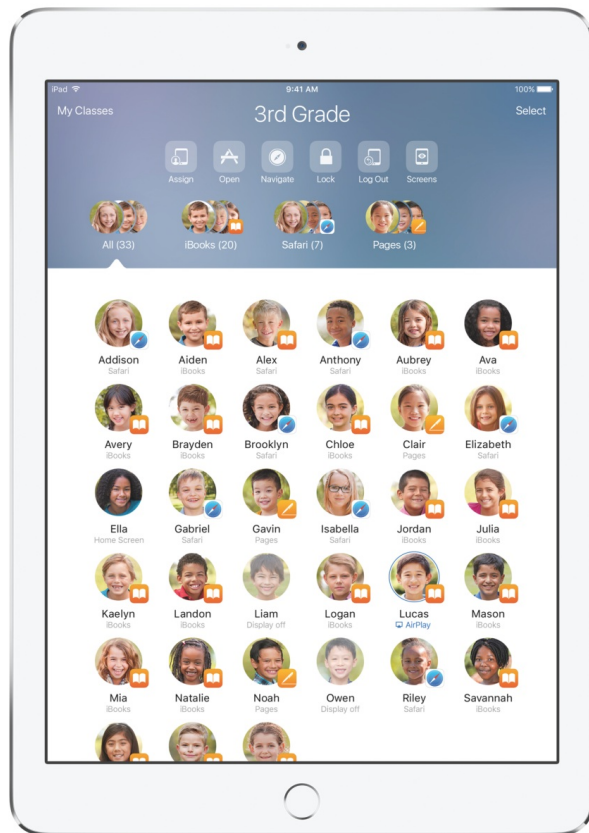 iPad 9:41 AM 100%
My Classes 3rd Grade Select
Assign Open Navigate Lock Log Out Screens
All (33) iBooks (20) Safari (7) Pages (3)
Addison Aiden Alex Anthony Aubrey Ava
Safari iBooks Safari Safari iBooks iBooks
Avery Brayden Brooklyn Chloe Clair Elizabeth
iBooks iBooks Safari iBooks Pages Safari
Ella Gabriel Gavin Isabella Jordan Julia
Home Screen Safari Pages Safari iBooks iBooks
Kaelyn Landon Liam Logan Lucas Mason
iBooks iBooks Display off iBooks AirPlay iBooks
Mia Natalie Noah Owen Riley Savannah
iBooks iBooks Pages Display off Safari iBooks